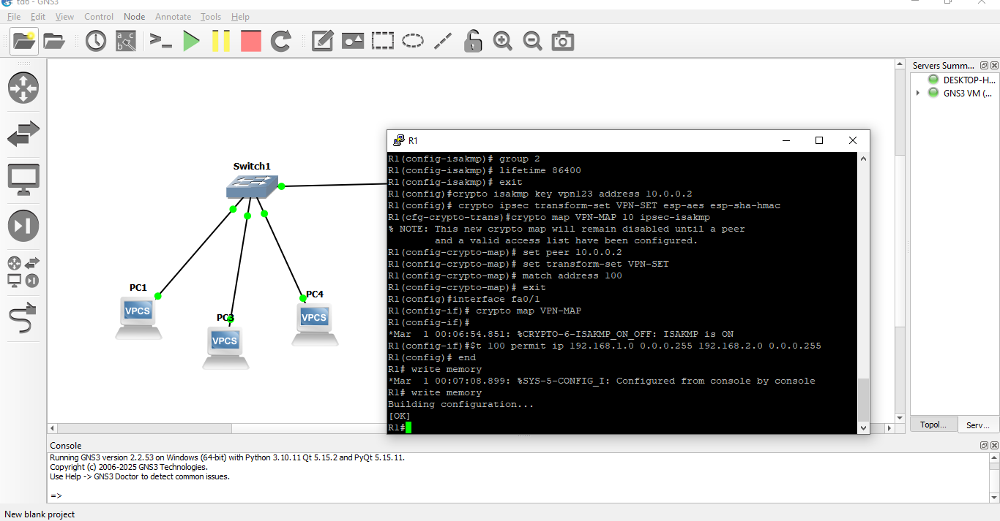 td6 - GNS3
File Edit View Control Node Annotate Tools Help
Servers Summ...
DESKTOP-H...
GNS3 VM (...
Switch1
PC1
VPCS
PC3
VPCS
PC4
VPCS
R1
R1(config-isakmp)# group 2
R1(config-isakmp)# lifetime 86400
R1(config-isakmp)# exit
R1(config)#crypto isakmp key vpn123 address 10.0.0.2
R1(config)# crypto ipsec transform-set VPN-SET esp-aes esp-sha-hmac
R1(cfg-crypto-trans)#crypto map VPN-MAP 10 ipsec-isakmp
% NOTE: This new crypto map will remain disabled until a peer
and a valid access list have been configured.
R1(config-crypto-map)# set peer 10.0.0.2
R1(config-crypto-map)# set transform-set VPN-SET
R1(config-crypto-map)# match address 100
R1(config-crypto-map)# exit
R1(config)#interface fa0/1
R1(config-if)# crypto map VPN-MAP
R1(config-if)#
*Mar  1 00:06:54.851: %CRYPTO-6-ISAKMP_ON_OFF: ISAKMP is ON
R1(config-if)#$t 100 permit ip 192.168.1.0 0.0.0.255 192.168.2.0 0.0.0.255
R1(config)# end
R1# write memory
*Mar  1 00:07:08.899: %SYS-5-CONFIG_I: Configured from console by console
R1# write memory
Building configuration...
[OK]
R1#
Topol... Serv...
Console
Running GNS3 version 2.2.53 on Windows (64-bit) with Python 3.10.11 Qt 5.15.2 and PyQt 5.15.11.
Copyright (c) 2006-2025 GNS3 Technologies.
Use Help -> GNS3 Doctor to detect common issues.
=>
New blank project